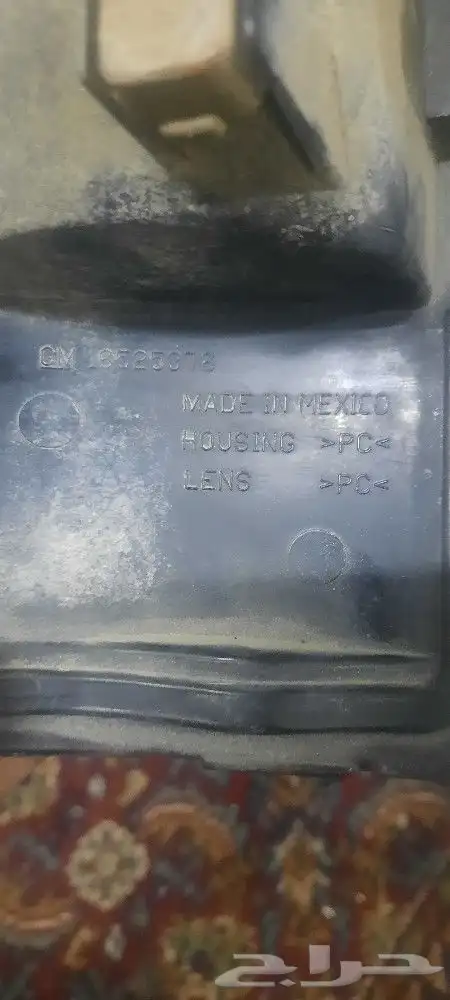 GM
MADE IN MEXICO
HOUSING >PC<
LENS >PC<
حراج